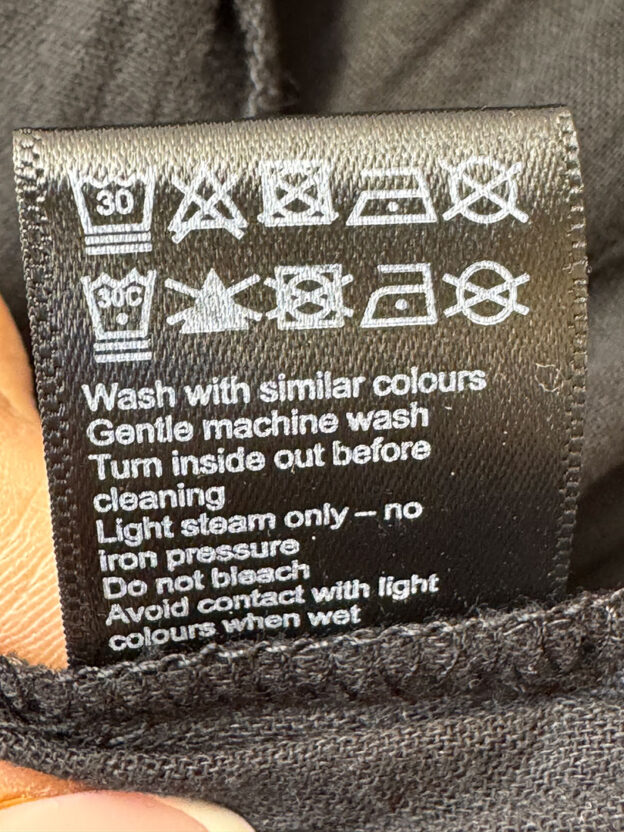 30
30C
Wash with similar colours
Gentle machine wash
Turn inside out before
cleaning
Light steam only – no
iron pressure
Do not bleach
Avoid contact with light
colours when wet